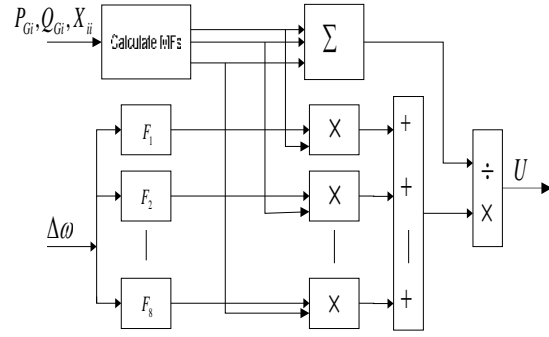 P_Gi, Q_Gi, X_ii
Calculate MFs
Σ
F_1
×
+
F_2
×
+
÷
×
U
Δω
F_8
×
+